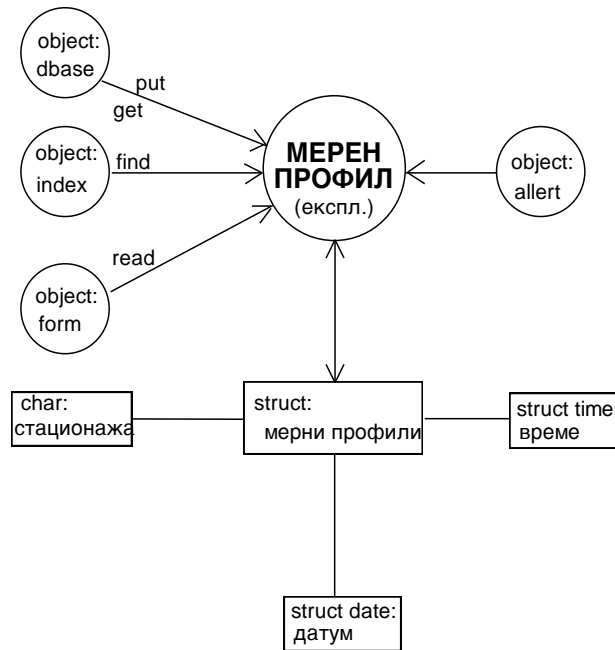 object:
dbase
put
get
object:
index
find
МЕРЕН
ПРОФИЛ
(експл.)
object:
allert
read
object:
form
char:
стационажа
struct:
мерни профили
struct time
време
struct date:
датум